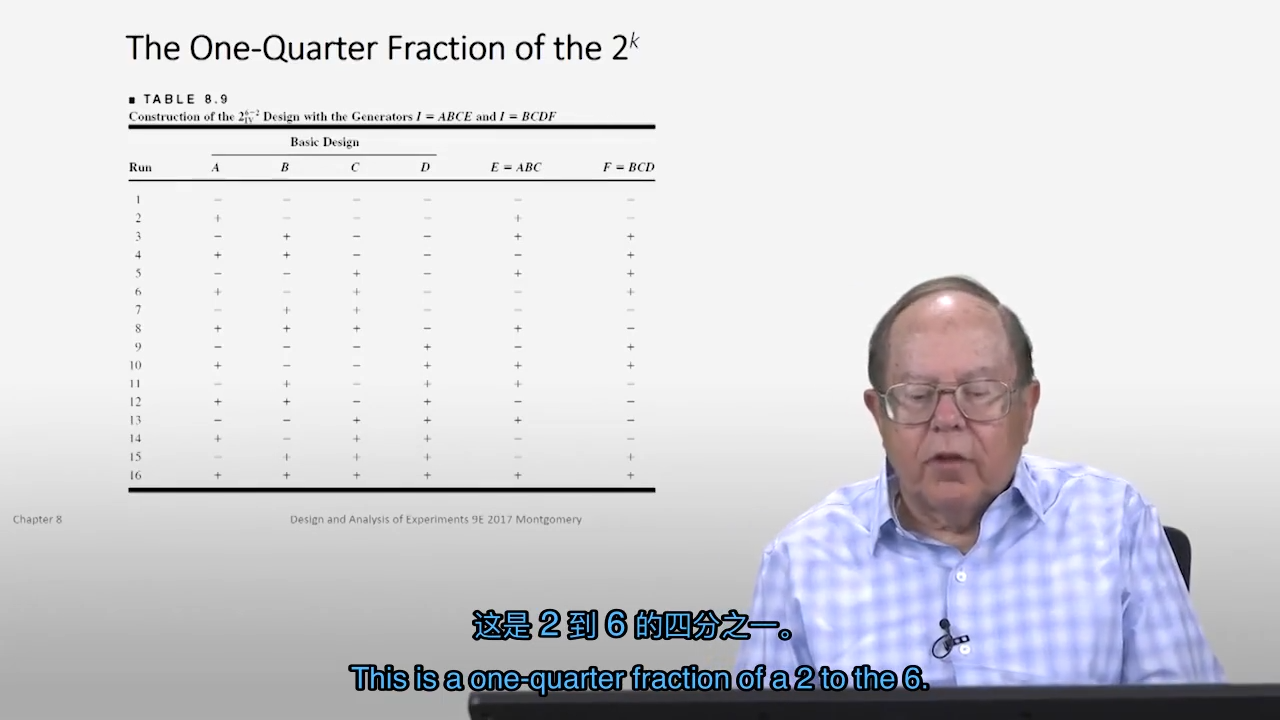 The One-Quarter Fraction of the 2^k
■ TABLE 8.9
Construction of the 2_IV^{6-2} Design with the Generators I = ABCE and I = BCDF
Basic Design
Run A B C D E = ABC F = BCD
1 − − − − − −
2 + − − − + −
3 − + − − + +
4 + + − − − +
5 − − + − + +
6 + − + − − +
7 − + + − − −
8 + + + − + −
9 − − − + − +
10 + − − + + +
11 − + − + + −
12 + + − + − −
13 − − + + + −
14 + − + + − −
15 − + + + − +
16 + + + + + +
Chapter 8
Design and Analysis of Experiments 9E 2017 Montgomery
这是 2 到 6 的四分之一。
This is a one-quarter fraction of a 2 to the 6.